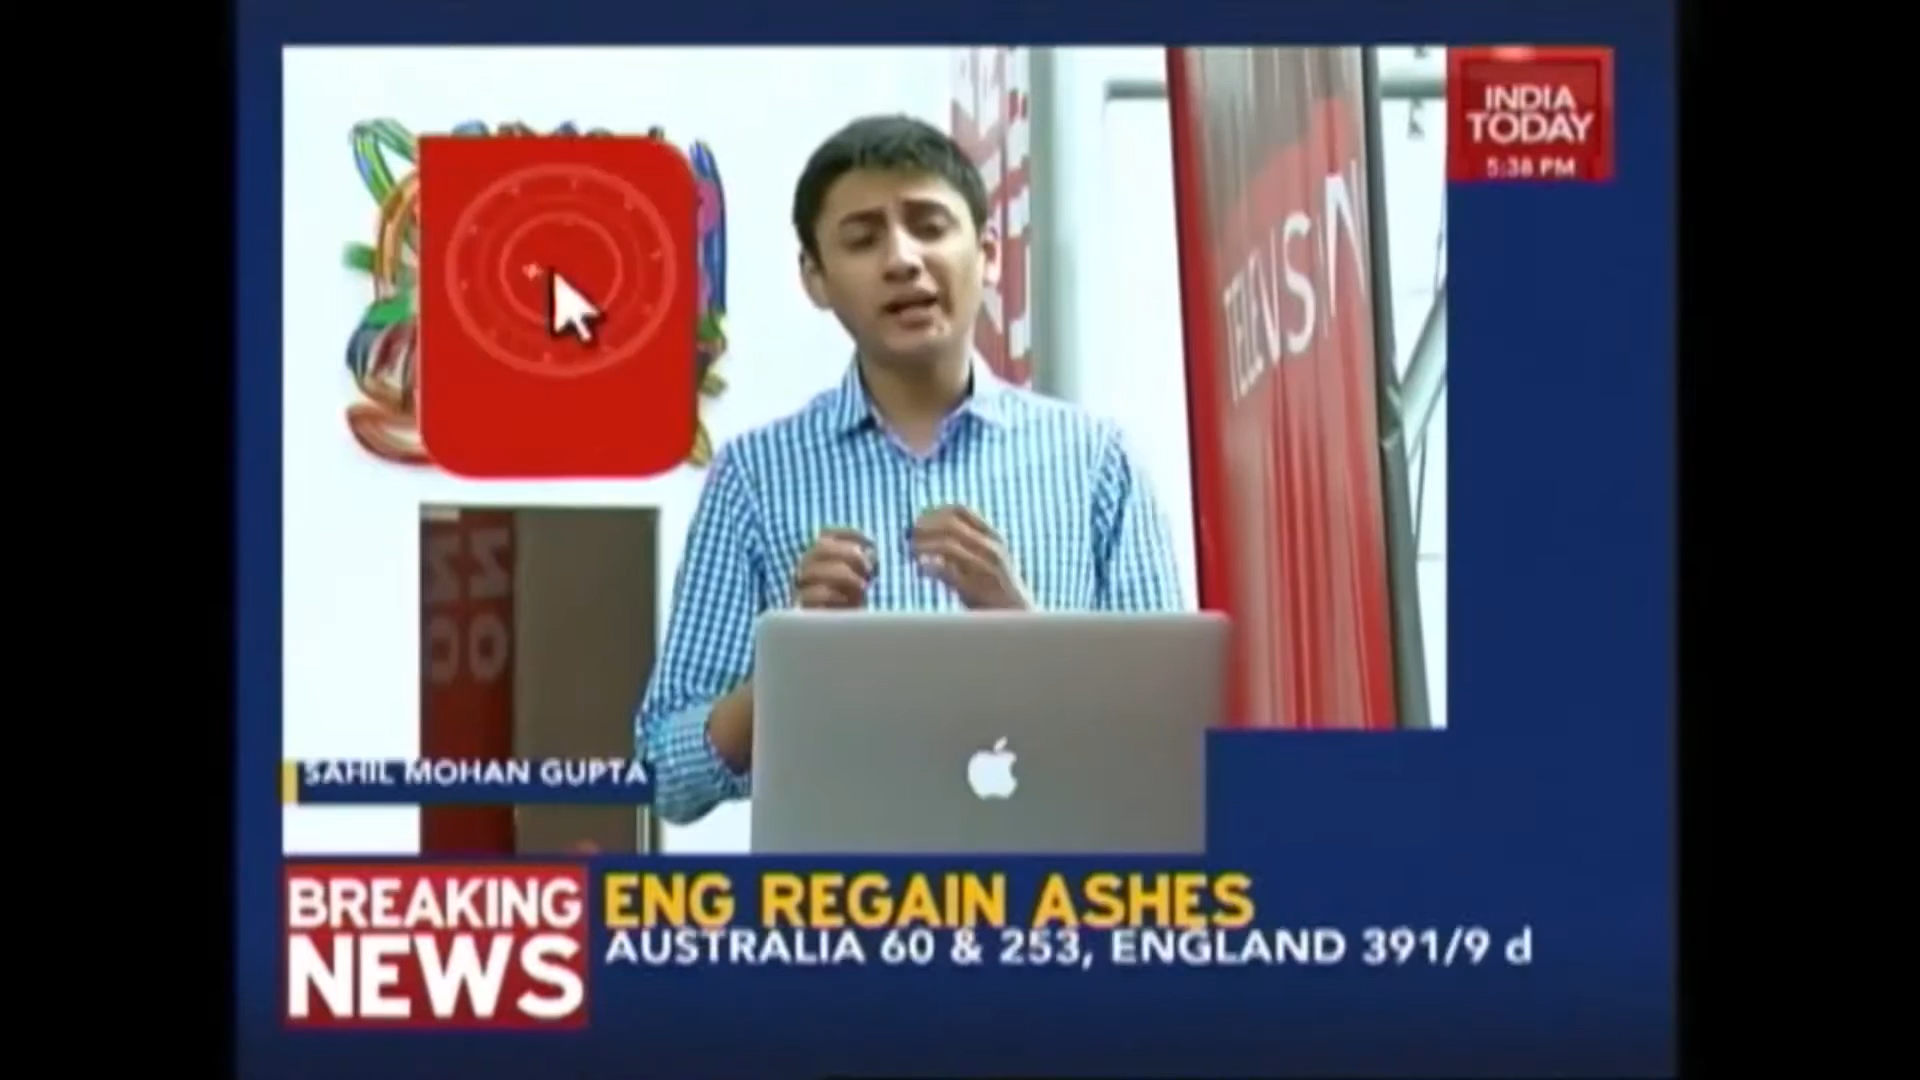 INDIA
TODAY
5:38 PM
TELEVISION
SAHIL MOHAN GUPTA
BREAKING
NEWS
ENG REGAIN ASHES
AUSTRALIA 60 & 253, ENGLAND 391/9 d